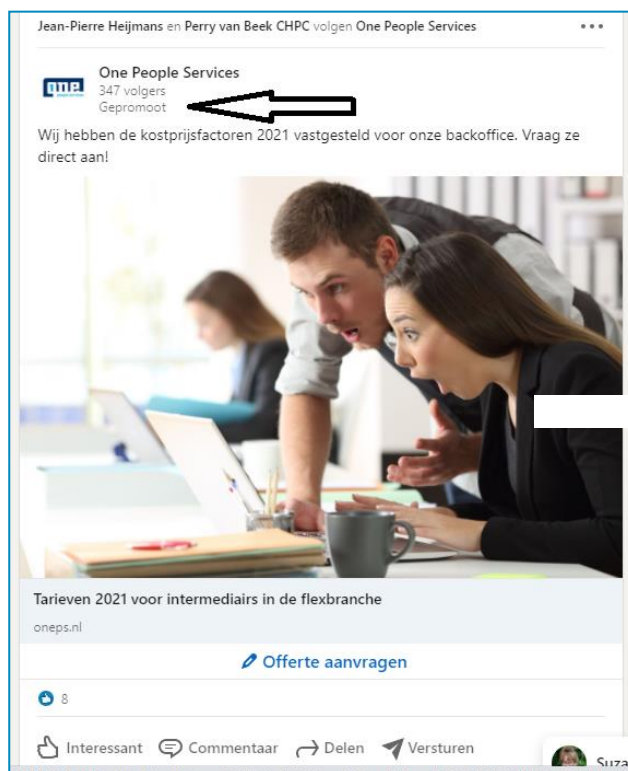 Jean-Pierre Heijmans en Perry van Beek CHPC volgen One People Services
one
One People Services
347 volgers
Gepromoot
Wij hebben de kostprijsfactoren 2021 vastgesteld voor onze backoffice. Vraag ze
direct aan!
Tarieven 2021 voor intermediairs in de flexbranche
oneps.nl
Offerte aanvragen
8
Interessant Commentaar Delen Versturen
Suza